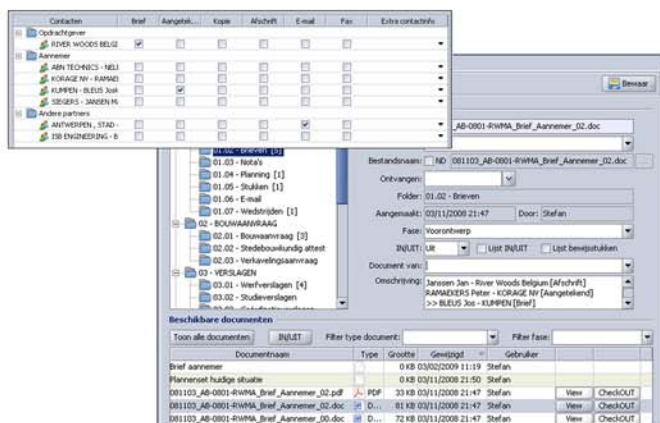 Contacten Brief Aangetek... Kopie Afschrift E-mail Fax Extra contactinfo
Opdrachtgever
RIVER WOODS BELGI
Aannemer
ABN TECHNICS - NELI
KORAGE NV - RAMAEI
KUMPEN - BLEUS Josk
SIEGERS - JANSEN M
Andere partners
ANTWERPEN , STAD -
ISB ENGINEERING - B
Bewaar
_AB-0801-RWMA_Brief_Aannemer_02.doc
01.02 - Brieven [5]
01.03 - Nota's
01.04 - Planning [1]
01.05 - Stukken [1]
01.06 - E-mail
01.07 - Wedstrijden [1]
02 - BOUWAANVRAAG
02.01 - Bouwaanvraag [3]
02.02 - Stedebouwkundig attest
02.03 - Verkavelingsaanvraag
03 - VERSLAGEN
03.01 - Werfverslagen [4]
03.02 - Studieverslagen
Bestandsnaam: ND 081103_AB-0801-RWMA_Brief_Aannemer_02.doc ...
Ontvangen:
Folder: 01.02 - Brieven
Aangemaakt: 03/11/2008 21:47 Door: Stefan
Fase: Voorontwerp
IN/UIT: Uit Lijst IN/UIT Lijst bewijsstukken
Document van:
Omschrijving: Janssen Jan - River Woods Belgium [Afschrift]
RAMAEKERS Peter - KORAGE NV [Aangetekend]
>> BLEUS Jos - KUMPEN [Brief]
Beschikbare documenten
Toon alle documenten IN/UIT Filter type document: Filter fase:
Documentnaam Type Grootte Gewijzigd Gebruiker
Brief aannemer 0 KB 03/02/2009 11:19 Stefan
Plannenset huidige situatie 0 KB 03/11/2008 21:50 Stefan
081103_AB-0801-RWMA_Brief_Aannemer_02.pdf PDF 33 KB 03/11/2008 21:47 Stefan View CheckOUT
081103_AB-0801-RWMA_Brief_Aannemer_02.doc D... 81 KB 03/11/2008 21:47 Stefan View CheckOUT
081103_AB-0801-RWMA_Brief_Aannemer_00.doc D... 72 KB 03/11/2008 21:47 Stefan View CheckOUT